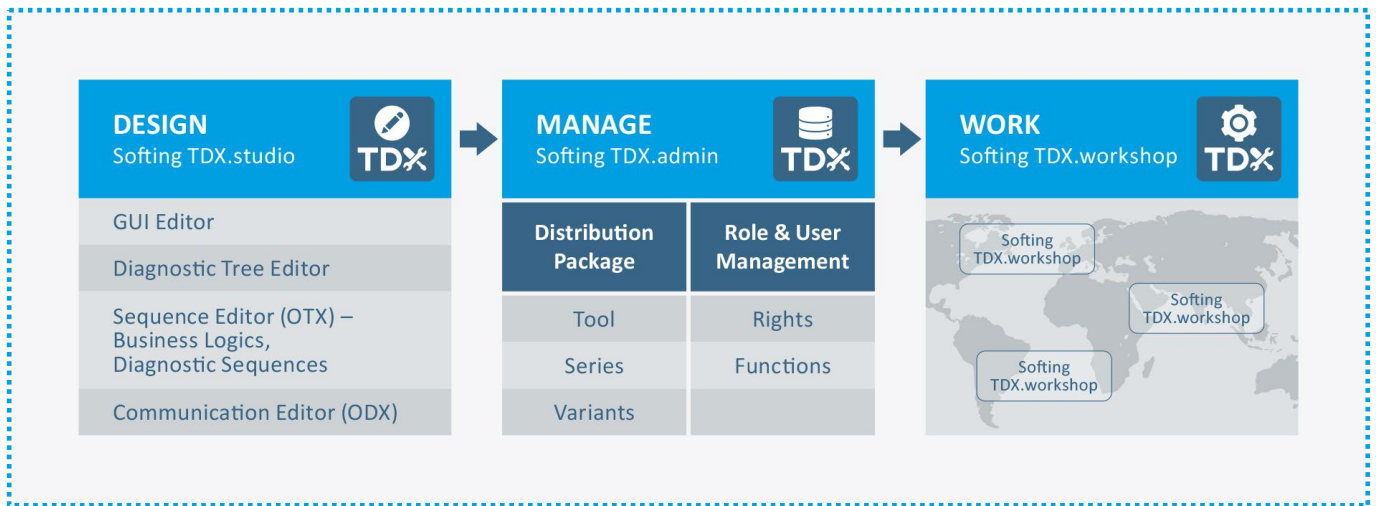 DESIGN
Softing TDX.studio
TDX
GUI Editor
Diagnostic Tree Editor
Sequence Editor (OTX) –
Business Logics,
Diagnostic Sequences
Communication Editor (ODX)
MANAGE
Softing TDX.admin
TDX
Distribution
Package
Tool
Series
Variants
Role & User
Management
Rights
Functions
WORK
Softing TDX.workshop
TDX
Softing
TDX.workshop
Softing
TDX.workshop
Softing
TDX.workshop